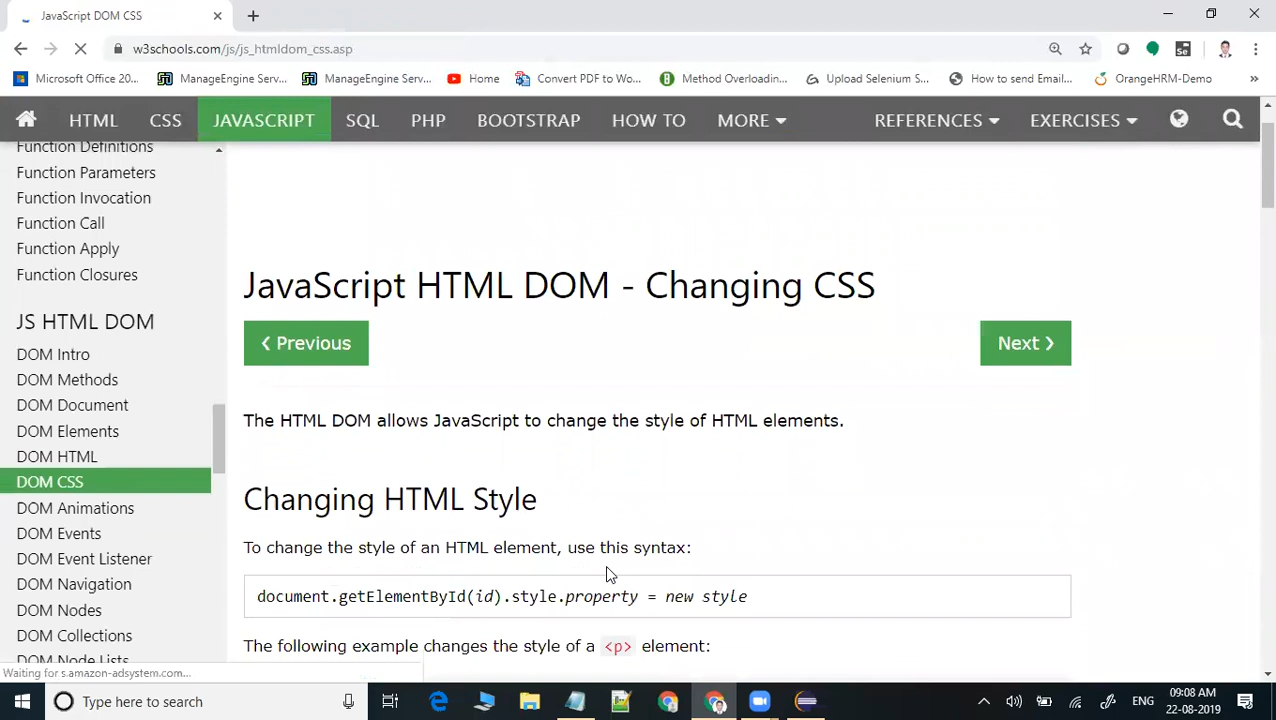 JavaScript DOM CSS
w3schools.com/js/js_htmldom_css.asp
Microsoft Office 20... ManageEngine Serv... ManageEngine Serv... Home Convert PDF to Wo... Method Overloadin... Upload Selenium S... How to send Email... OrangeHRM-Demo »
HTML CSS JAVASCRIPT SQL PHP BOOTSTRAP HOW TO MORE REFERENCES EXERCISES
Function Definitions
Function Parameters
Function Invocation
Function Call
Function Apply
Function Closures
JS HTML DOM
DOM Intro
DOM Methods
DOM Document
DOM Elements
DOM HTML
DOM CSS
DOM Animations
DOM Events
DOM Event Listener
DOM Navigation
DOM Nodes
DOM Collections
DOM Node Lists
JavaScript HTML DOM - Changing CSS
❮ Previous
Next ❯
The HTML DOM allows JavaScript to change the style of HTML elements.
Changing HTML Style
To change the style of an HTML element, use this syntax:
document.getElementById(id).style.property = new style
The following example changes the style of a <p> element:
Waiting for s.amazon-adsystem.com...
Type here to search
ENG
09:08 AM
22-08-2019